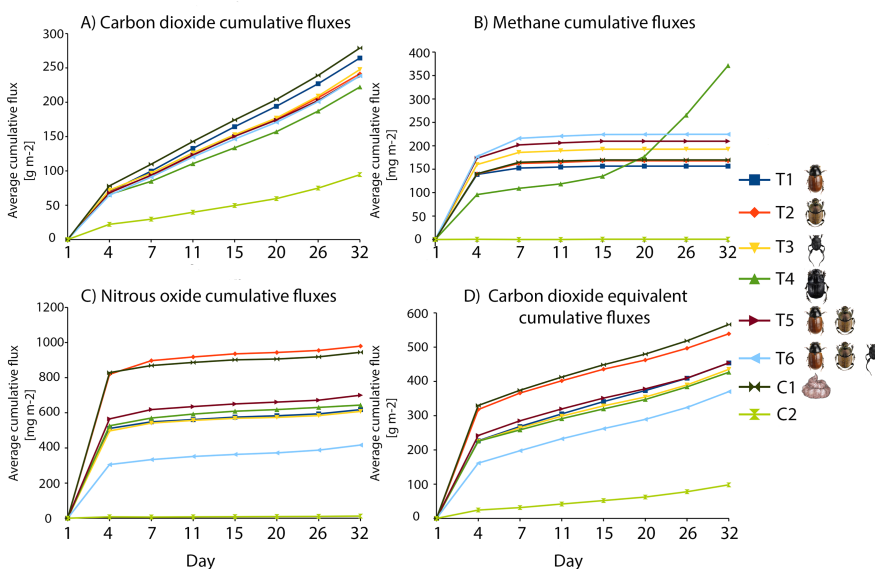 A) Carbon dioxide cumulative fluxes
Average cumulative flux
[g m-2]
300
250
200
150
100
50
0
1 4 7 11 15 20 26 32
B) Methane cumulative fluxes
Average cumulative flux
[mg m-2]
400
350
300
250
200
150
100
50
0
1 4 7 11 15 20 26 32
C) Nitrous oxide cumulative fluxes
Average cumulative flux
[mg m-2]
1200
1000
800
600
400
200
0
1 4 7 11 15 20 26 32
Day
D) Carbon dioxide equivalent
cumulative fluxes
Average cumulative flux
[g m-2]
600
500
400
300
200
100
0
1 4 7 11 15 20 26 32
Day
T1
T2
T3
T4
T5
T6
C1
C2